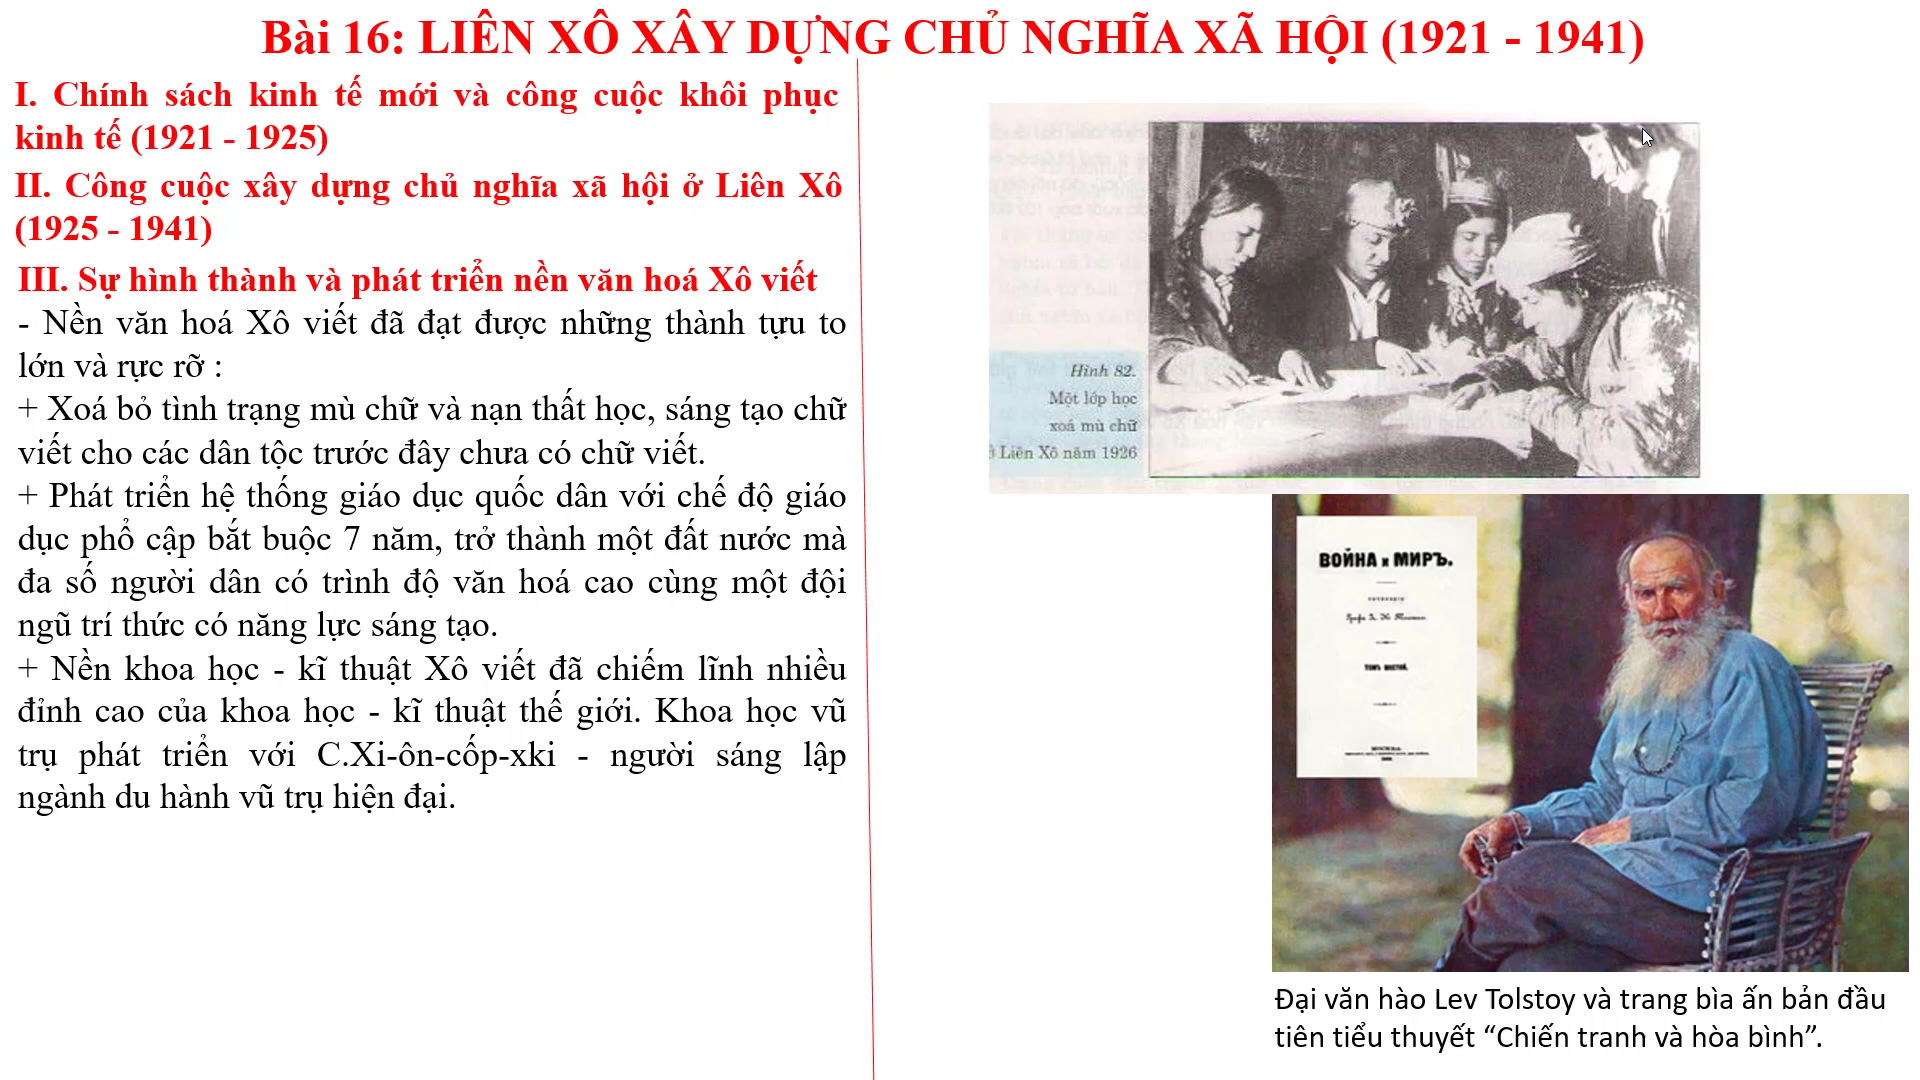 Bài 16: LIÊN XÔ XÂY DỰNG CHỦ NGHĨA XÃ HỘI (1921 - 1941)
I. Chính sách kinh tế mới và công cuộc khôi phục
kinh tế (1921 - 1925)
II. Công cuộc xây dựng chủ nghĩa xã hội ở Liên Xô
(1925 - 1941)
III. Sự hình thành và phát triển nền văn hoá Xô viết
- Nền văn hoá Xô viết đã đạt được những thành tựu to
lớn và rực rỡ :
+ Xoá bỏ tình trạng mù chữ và nạn thất học, sáng tạo chữ
viết cho các dân tộc trước đây chưa có chữ viết.
+ Phát triển hệ thống giáo dục quốc dân với chế độ giáo
dục phổ cập bắt buộc 7 năm, trở thành một đất nước mà
đa số người dân có trình độ văn hoá cao cùng một đội
ngũ trí thức có năng lực sáng tạo.
+ Nền khoa học - kĩ thuật Xô viết đã chiếm lĩnh nhiều
đỉnh cao của khoa học - kĩ thuật thế giới. Khoa học vũ
trụ phát triển với C.Xi-ôn-cốp-xki - người sáng lập
ngành du hành vũ trụ hiện đại.
Hình 82.
Một lớp học
xoá mù chữ
ở Liên Xô năm 1926
ВОЙНА и МИРЪ.
Đại văn hào Lev Tolstoy và trang bìa ấn bản đầu
tiên tiểu thuyết “Chiến tranh và hòa bình”.